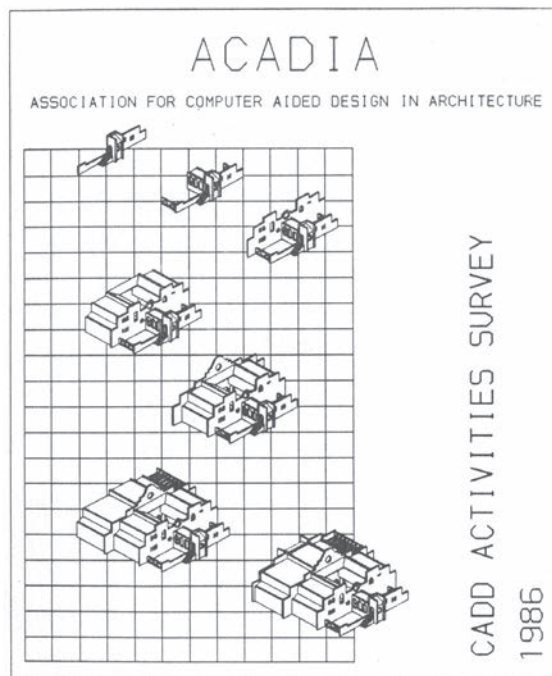 ACADIA
ASSOCIATION FOR COMPUTER AIDED DESIGN IN ARCHITECTURE
CADD ACTIVITIES SURVEY
1986